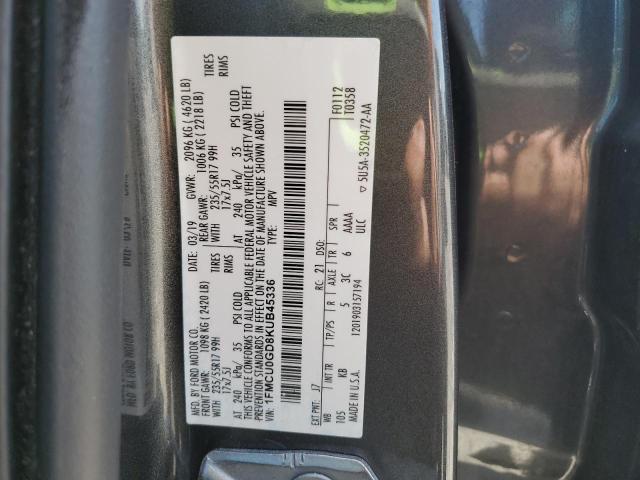 MFD. BY FORD MOTOR CO.
DATE: 03/19 GVWR: 2096 KG ( 4620 LB)
FRONT GAWR: 1098 KG ( 2420 LB) REAR GAWR: 1006 KG ( 2218 LB)
WITH 235/55R17 99H TIRES WITH 235/55R17 99H TIRES
17x7.5J RIMS 17x7.5J RIMS
AT 240 kPa/ 35 PSI COLD AT 240 kPa/ 35 PSI COLD
THIS VEHICLE CONFORMS TO ALL APPLICABLE FEDERAL MOTOR VEHICLE SAFETY AND THEFT
PREVENTION STANDARDS IN EFFECT ON THE DATE OF MANUFACTURE SHOWN ABOVE.
VIN: 1FMCU0GD8KUB45336 TYPE: MPV
EXT PNT: J7 RC: 21 DSO: F0112
T0358
WB INT TR TP/PS R AXLE TR SPR
105 KB 5 3C 6 AAAA
ULC
MADE IN U.S.A. 1201903157194 ▽ 5U5A-3520472-AA